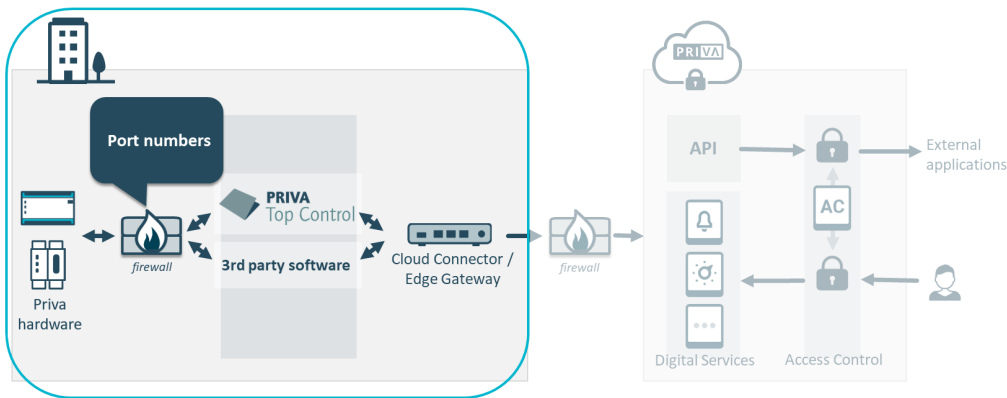 PRIVA
Port numbers
API
External
applications
PRIVA
Top Control
AC
firewall
3rd party software
Cloud Connector /
Edge Gateway
firewall
Priva
hardware
Digital Services
Access Control